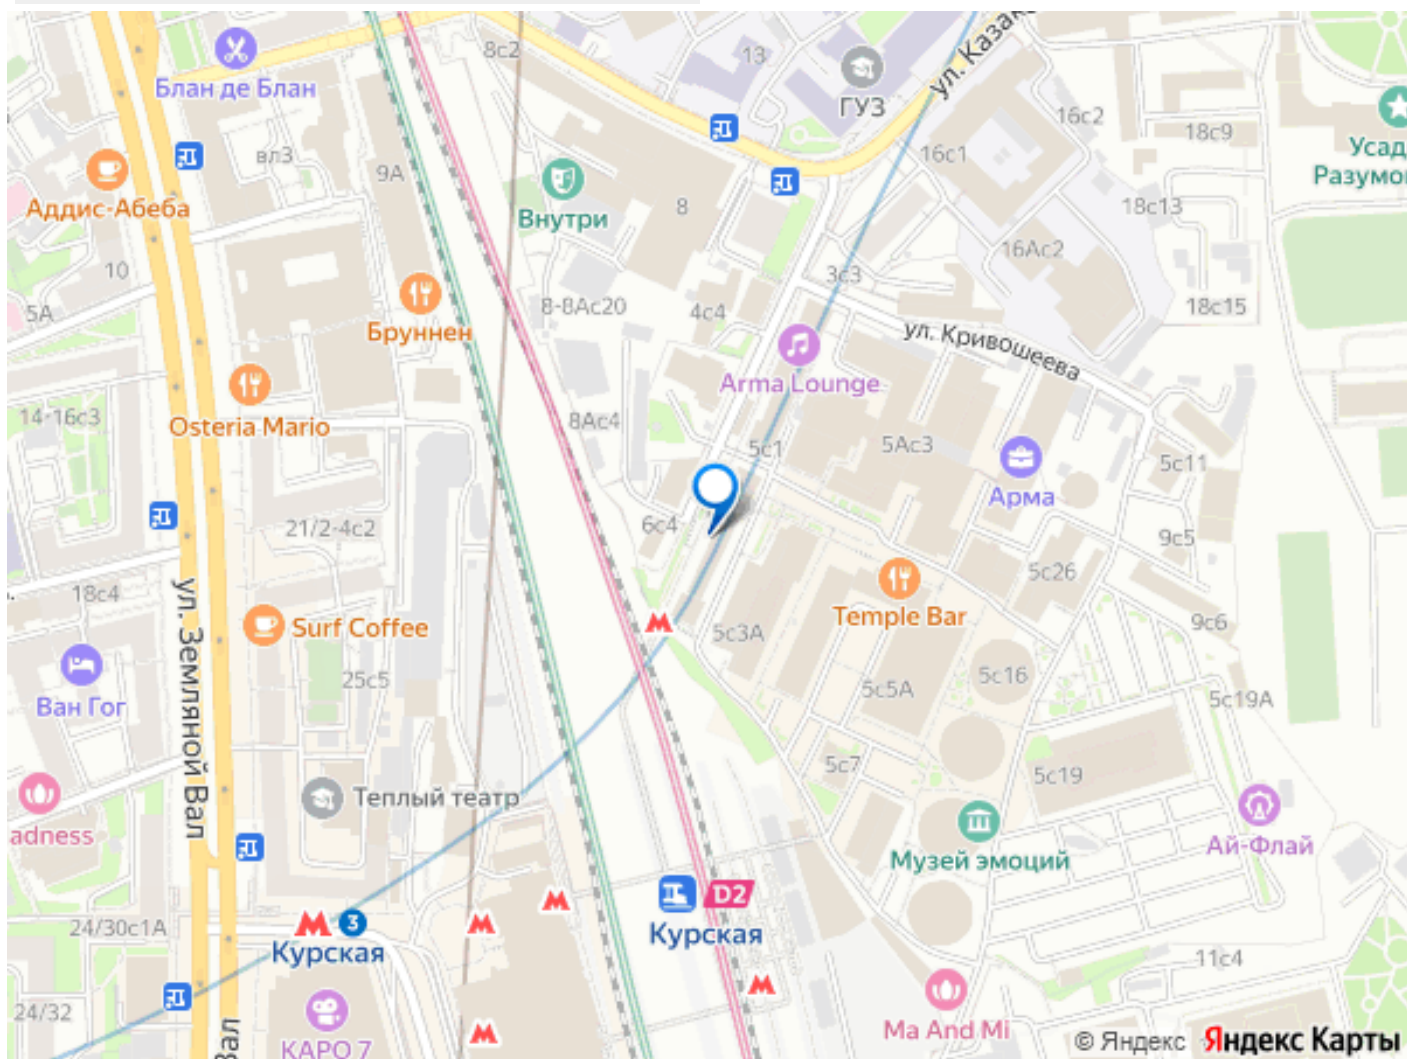 8с2
13
ул. Казак
Блан де Блан
ГУЗ
16с2
18с9
вл3
9А
16с1
Усад
Разумо
Аддис-Абеба
Внутри
8
18с13
10
16Ас2
3с3
5А
8-8Ас20
4с4
18с15
Бруннен
ул. Кривошеева
Arma Lounge
14-16с3
Osteria Mario
8Ас4
5с1
5Ас3
5с11
Арма
21/2-4с2
6с4
9с5
5с26
18с4
ул. Земляной Вал
Temple Bar
Surf Coffee
5с3А
9с6
Ван Гог
25с5
5с5А
5с16
5с19А
5с7
5с19
Теплый театр
adness
Музей эмоций
Ай-Флай
D2
24/30с1А
3
Курская
Курская
11с4
24/32
Ma And Mi
Вал
КАРО 7
© Яндекс Яндекс Карты